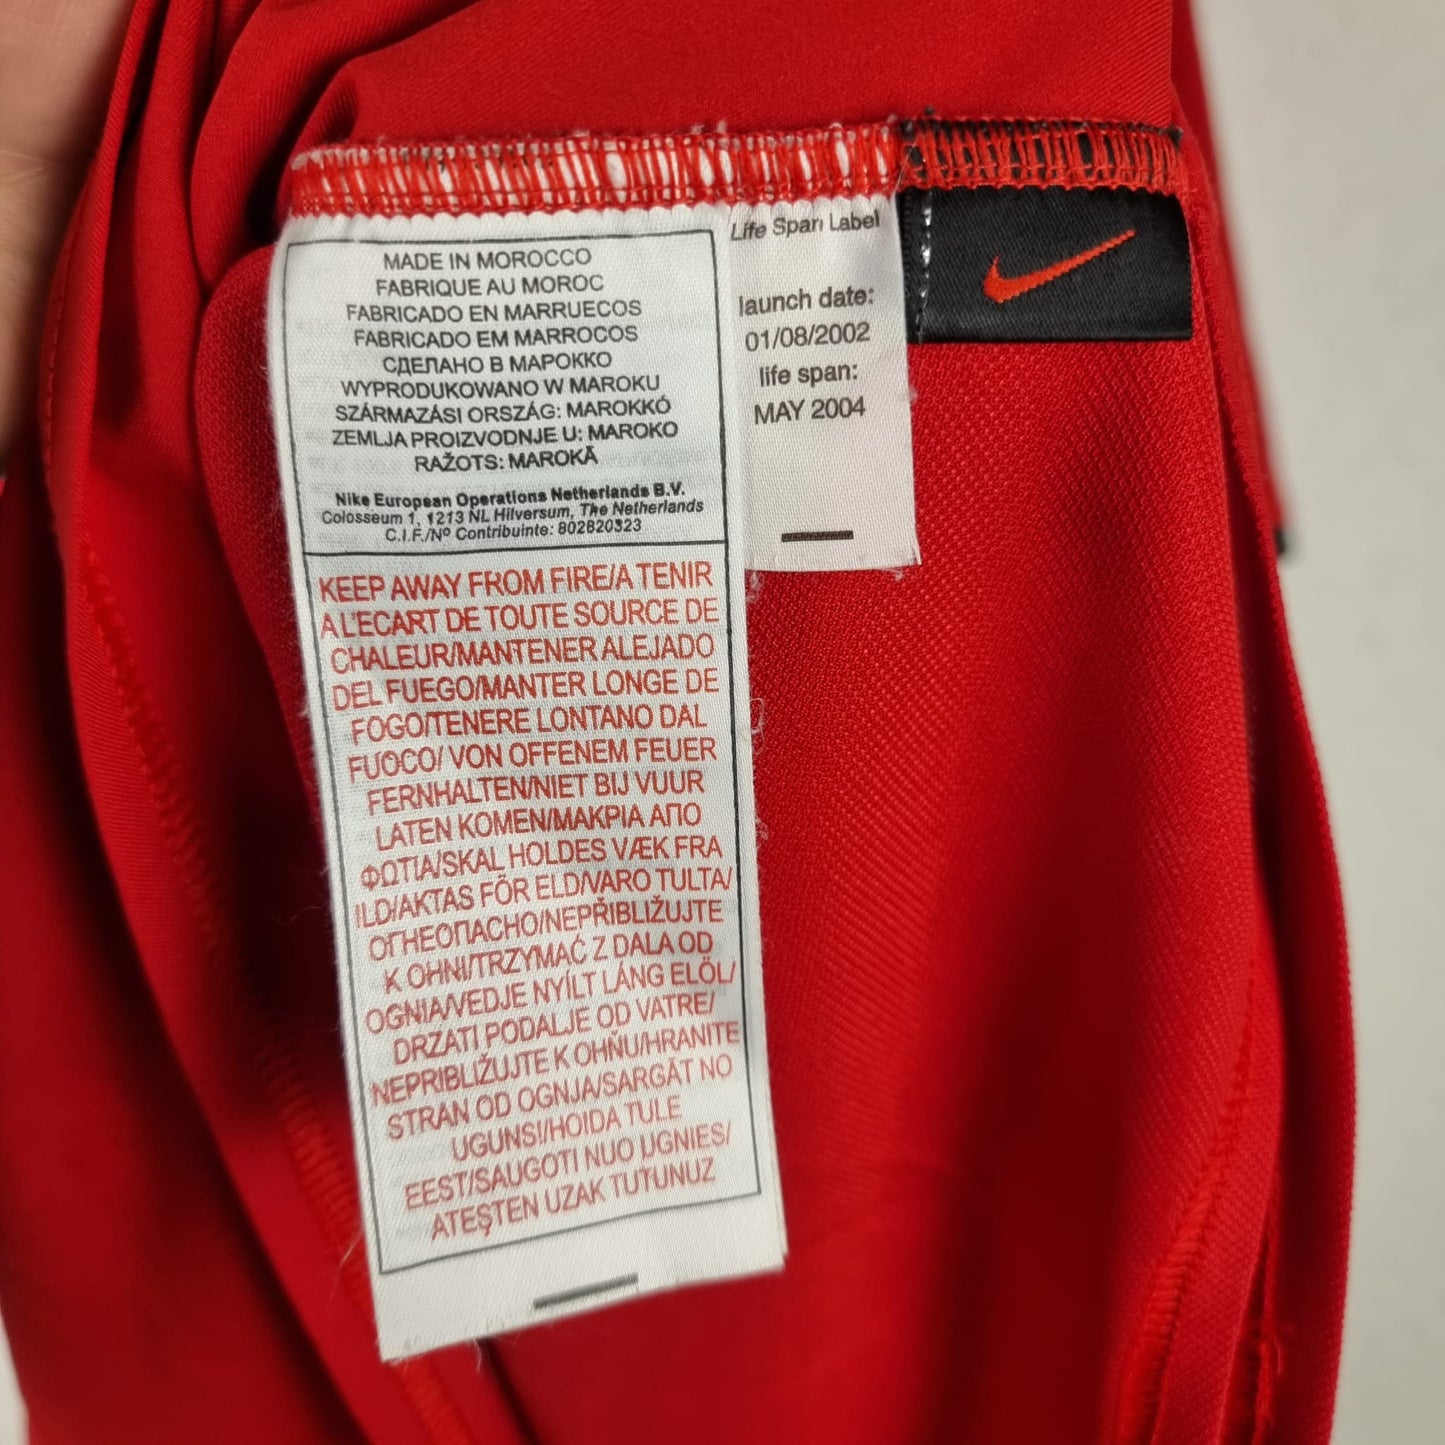 MADE IN MOROCCO
FABRIQUE AU MOROC
FABRICADO EN MARRUECOS
FABRICADO EM MARROCOS
СДЕЛАНО В МАРОККО
WYPRODUKOWANO W MAROKU
SZÁRMAZÁSI ORSZÁG: MAROKKÓ
ZEMLJA PROIZVODNJE U: MAROKO
RAŽOTS: MAROKĀ
Nike European Operations Netherlands B.V.
Colosseum 1, 1213 NL Hilversum, The Netherlands
C.I.F./Nº Contribuinte: 802820323
KEEP AWAY FROM FIRE/A TENIR
A L'ECART DE TOUTE SOURCE DE
CHALEUR/MANTENER ALEJADO
DEL FUEGO/MANTER LONGE DE
FOGO/TENERE LONTANO DAL
FUOCO/ VON OFFENEM FEUER
FERNHALTEN/NIET BIJ VUUR
LATEN KOMEN/ΜΑΚΡΙΑ ΑΠΟ
ΦΩΤΙΑ/SKAL HOLDES VÆK FRA
ILD/AKTAS FÖR ELD/VARO TULTA/
ОГНЕОПАСНО/NEPŘIBLIŽUJTE
K OHNI/TRZYMAĆ Z DALA OD
OGNIA/VEDJE NYÍLT LÁNG ELÖL/
DRZATI PODALJE OD VATRE/
NEPRIBLIŽUJTE K OHŇU/HRANITE
STRAN OD OGNJA/SARGĀT NO
UGUNS/HOIDA TULE
EEST/SAUGOTI NUO UGNIES/
ATEŞTEN UZAK TUTUNUZ
Life Span Label
launch date:
01/08/2002
life span:
MAY 2004